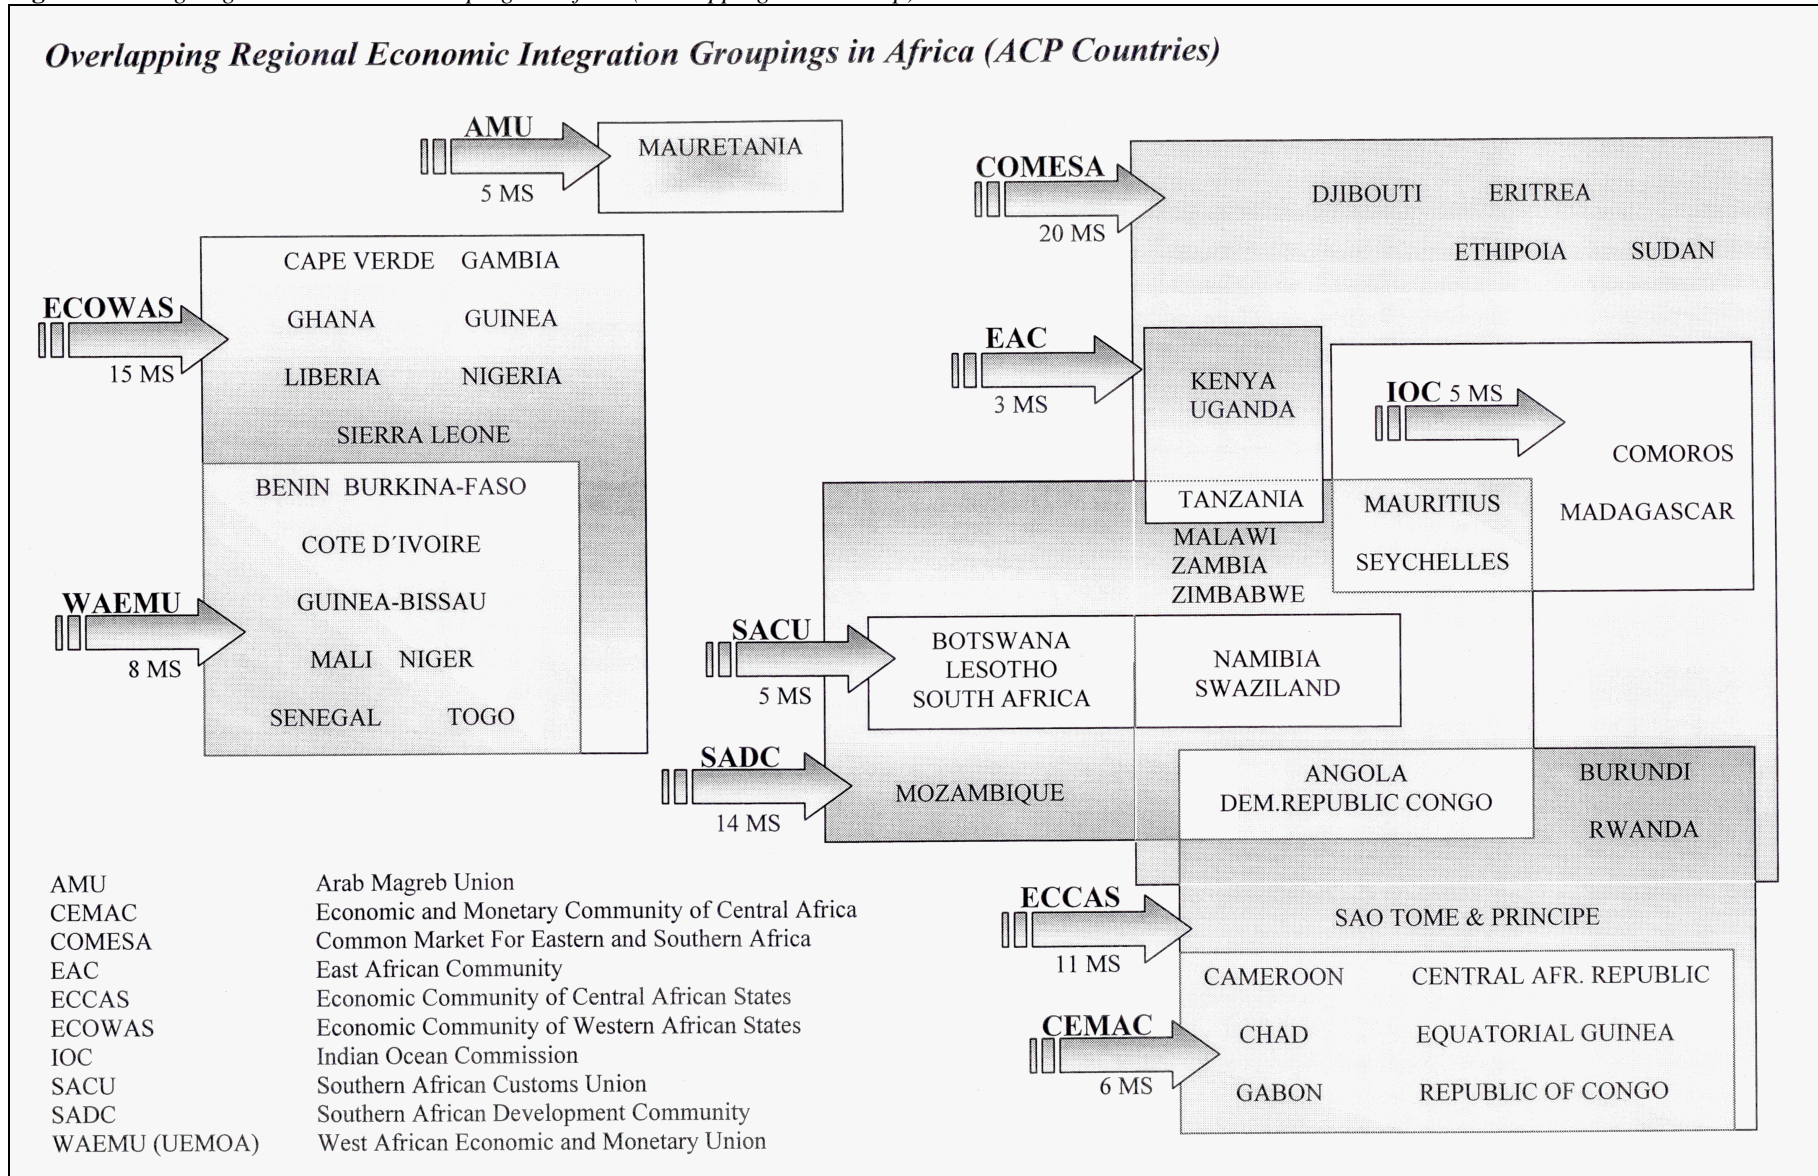 Overlapping Regional Economic Integration Groupings in Africa (ACP Countries)
AMU
5 MS
MAURETANIA
COMESA
20 MS
DJIBOUTI ERITREA
ETHIPOIA SUDAN
ECOWAS
15 MS
CAPE VERDE GAMBIA
GHANA GUINEA
LIBERIA NIGERIA
SIERRA LEONE
EAC
3 MS
KENYA
UGANDA
TANZANIA
IOC 5 MS
COMOROS
MADAGASCAR
MAURITIUS
SEYCHELLES
MALAWI
ZAMBIA
ZIMBABWE
WAEMU
8 MS
BENIN BURKINA-FASO
COTE D´IVOIRE
GUINEA-BISSAU
MALI NIGER
SENEGAL TOGO
SACU
5 MS
BOTSWANA
LESOTHO
SOUTH AFRICA
NAMIBIA
SWAZILAND
SADC
14 MS
MOZAMBIQUE
ANGOLA
DEM.REPUBLIC CONGO
BURUNDI
RWANDA
ECCAS
11 MS
SAO TOME & PRINCIPE
CEMAC
6 MS
CAMEROON CENTRAL AFR. REPUBLIC
CHAD EQUATORIAL GUINEA
GABON REPUBLIC OF CONGO
AMU Arab Magreb Union
CEMAC Economic and Monetary Community of Central Africa
COMESA Common Market For Eastern and Southern Africa
EAC East African Community
ECCAS Economic Community of Central African States
ECOWAS Economic Community of Western African States
IOC Indian Ocean Commission
SACU Southern African Customs Union
SADC Southern African Development Community
WAEMU (UEMOA) West African Economic and Monetary Union